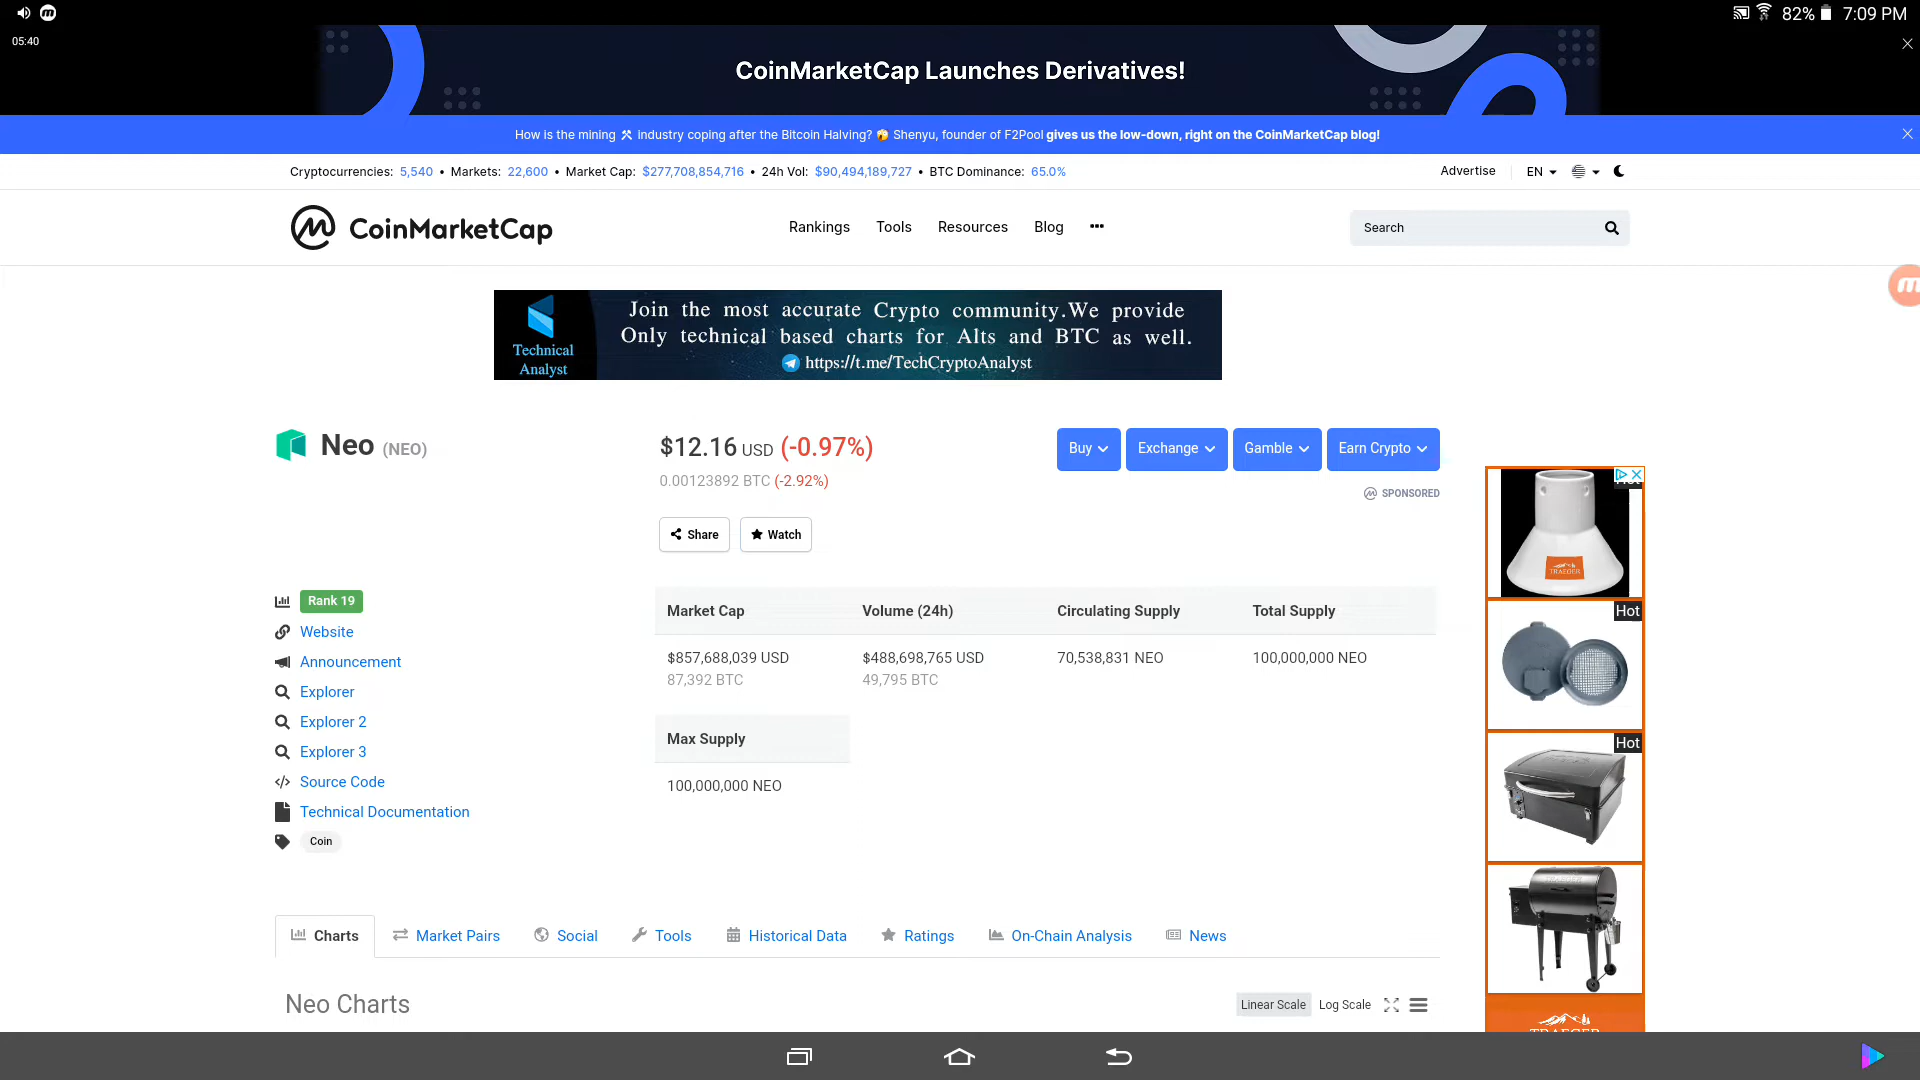 82% 7:09 PM
05:40
CoinMarketCap Launches Derivatives!
How is the mining ⚒ industry coping after the Bitcoin Halving? 😱 Shenyu, founder of F2Pool gives us the low-down, right on the CoinMarketCap blog!
Cryptocurrencies: 5,540 • Markets: 22,600 • Market Cap: $277,708,854,716 • 24h Vol: $90,494,189,727 • BTC Dominance: 65.0%
Advertise EN
CoinMarketCap
Rankings Tools Resources Blog •••
Search
Join the most accurate Crypto community.We provide
Only technical based charts for Alts and BTC as well.
https://t.me/TechCryptoAnalyst
Technical
Analyst
Neo (NEO)
$12.16 USD (-0.97%)
0.00123892 BTC (-2.92%)
Buy Exchange Gamble Earn Crypto
SPONSORED
Share Watch
Rank 19
Website
Announcement
Explorer
Explorer 2
Explorer 3
Source Code
Technical Documentation
Coin
Market Cap Volume (24h) Circulating Supply Total Supply
$857,688,039 USD $488,698,765 USD 70,538,831 NEO 100,000,000 NEO
87,392 BTC 49,795 BTC
Max Supply
100,000,000 NEO
TRAEGER
Hot
Hot
Charts Market Pairs Social Tools Historical Data Ratings On-Chain Analysis News
Neo Charts
Linear Scale Log Scale
TRAEGER